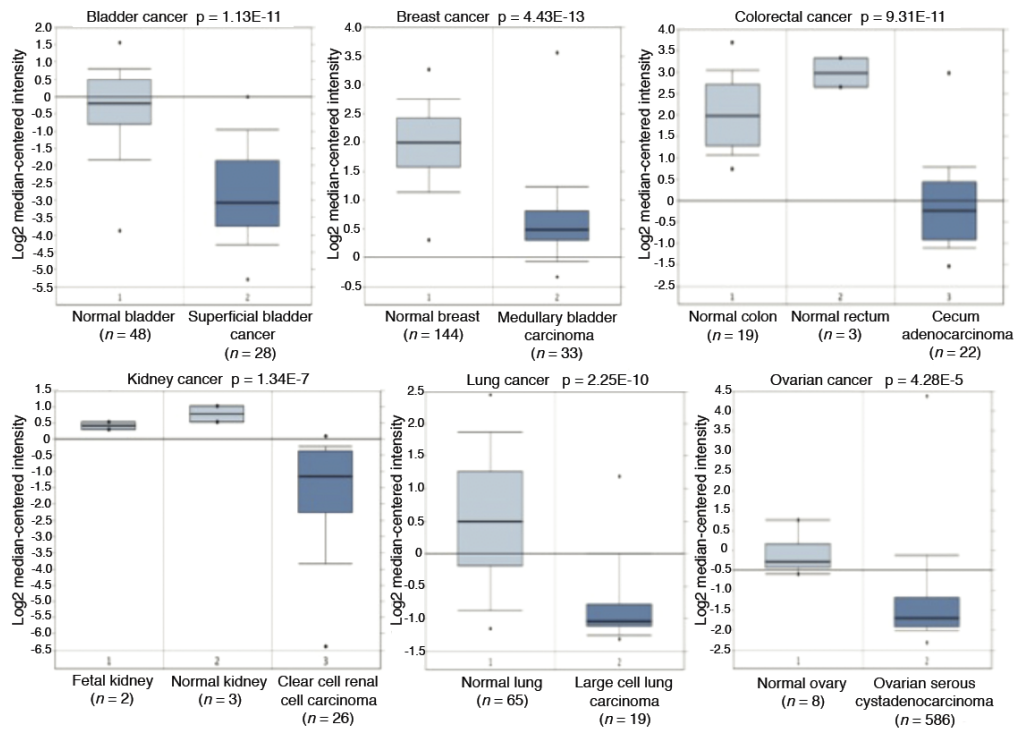 Bladder cancer p = 1.13E-11
Log2 median-centered intensity
2.0
1.5
1.0
0.5
0
-0.5
-1.0
-1.5
-2.0
-2.5
-3.0
-3.5
-4.0
-4.5
-5.0
-5.5
1
2
Normal bladder
(n = 48)
Superficial bladder
cancer
(n = 28)
Breast cancer p = 4.43E-13
Log2 median-centered intensity
4.0
3.5
3.0
2.5
2.0
1.5
1.0
0.5
0
-0.5
1
2
Normal breast
(n = 144)
Medullary bladder
carcinoma
(n = 33)
Colorectal cancer p = 9.31E-11
Log2 median-centered intensity
4.0
3.5
3.0
2.5
2.0
1.5
1.0
0.5
0
-0.5
-1.0
-1.5
-2.5
1
2
3
Normal colon
(n = 19)
Normal rectum
(n = 3)
Cecum
adenocarcinoma
(n = 22)
Kidney cancer p = 1.34E-7
Log2 median-centered intensity
1.5
1.0
0.5
0
-1.0
-1.0
-1.5
-2.0
-2.5
-3.0
-3.5
-4.0
-4.5
-5.0
-5.5
-6.0
-6.5
1
2
3
Fetal kidney
(n = 2)
Normal kidney
(n = 3)
Clear cell renal
cell carcinoma
(n = 26)
Lung cancer p = 2.25E-10
Log2 median-centered intensity
2.5
2.0
1.5
1.0
0.5
0
-0.5
-1.0
-1.5
1
2
Normal lung
(n = 65)
Large cell lung
carcinoma
(n = 19)
Ovarian cancer p = 4.28E-5
Log2 median-centered intensity
4.5
4.0
3.5
3.0
2.5
2.0
1.5
0.5
0
-0.5
-1.0
-1.5
-2.0
-2.5
1
2
Normal ovary
(n = 8)
Ovarian serous
cystadenocarcinoma
(n = 586)